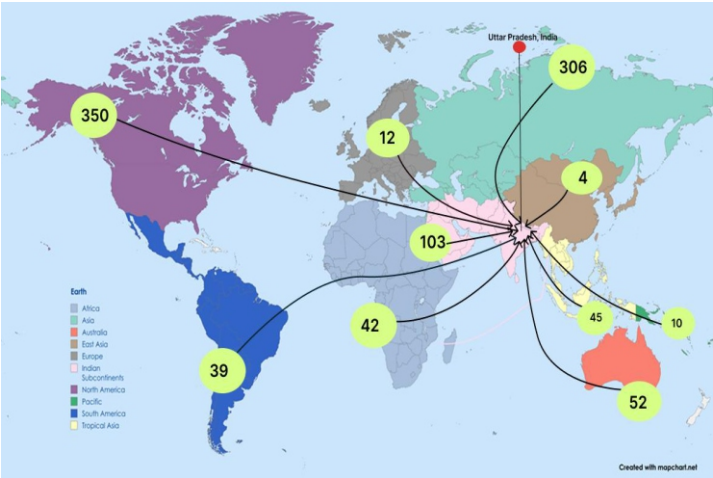 Uttar Pradesh, India
306
350
12
4
103
45
10
42
39
52
Earth
Africa
Asia
Australia
East Asia
Europe
Indian
Subcontinents
North America
Pacific
South America
Tropical Asia
Created with mapchart.net